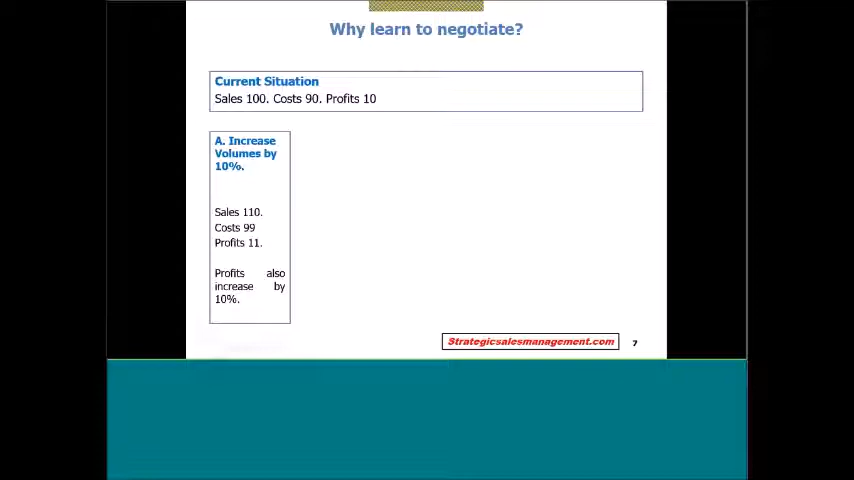 Why learn to negotiate?
Current Situation
Sales 100. Costs 90. Profits 10
A. Increase
Volumes by
10%.
Sales 110.
Costs 99
Profits 11.
Profits also
increase by
10%.
Strategicsalesmanagement.com
7